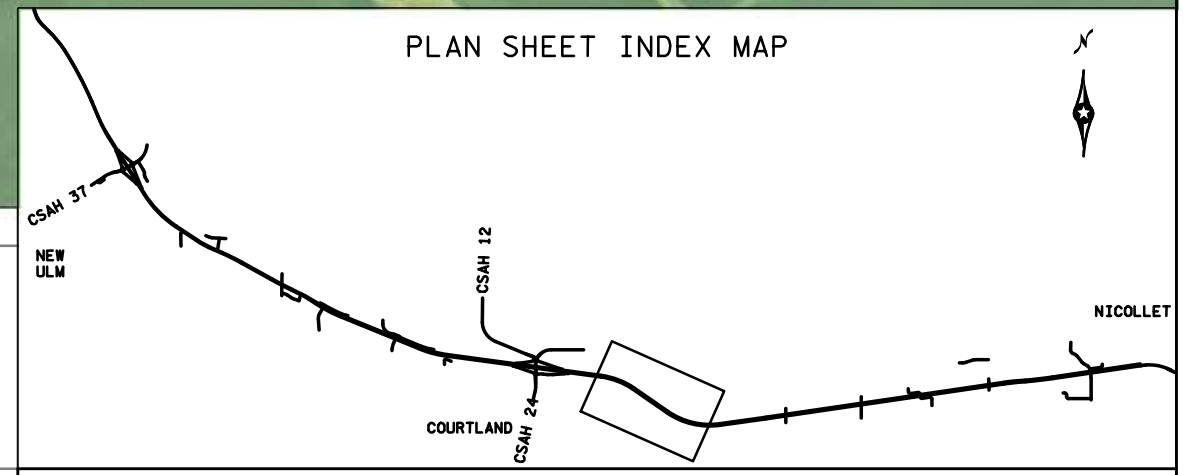 PLAN SHEET INDEX MAP
N
CSAH 37
NEW
ULM
CSAH 12
NICOLLET
COURTLAND
CSAH 24